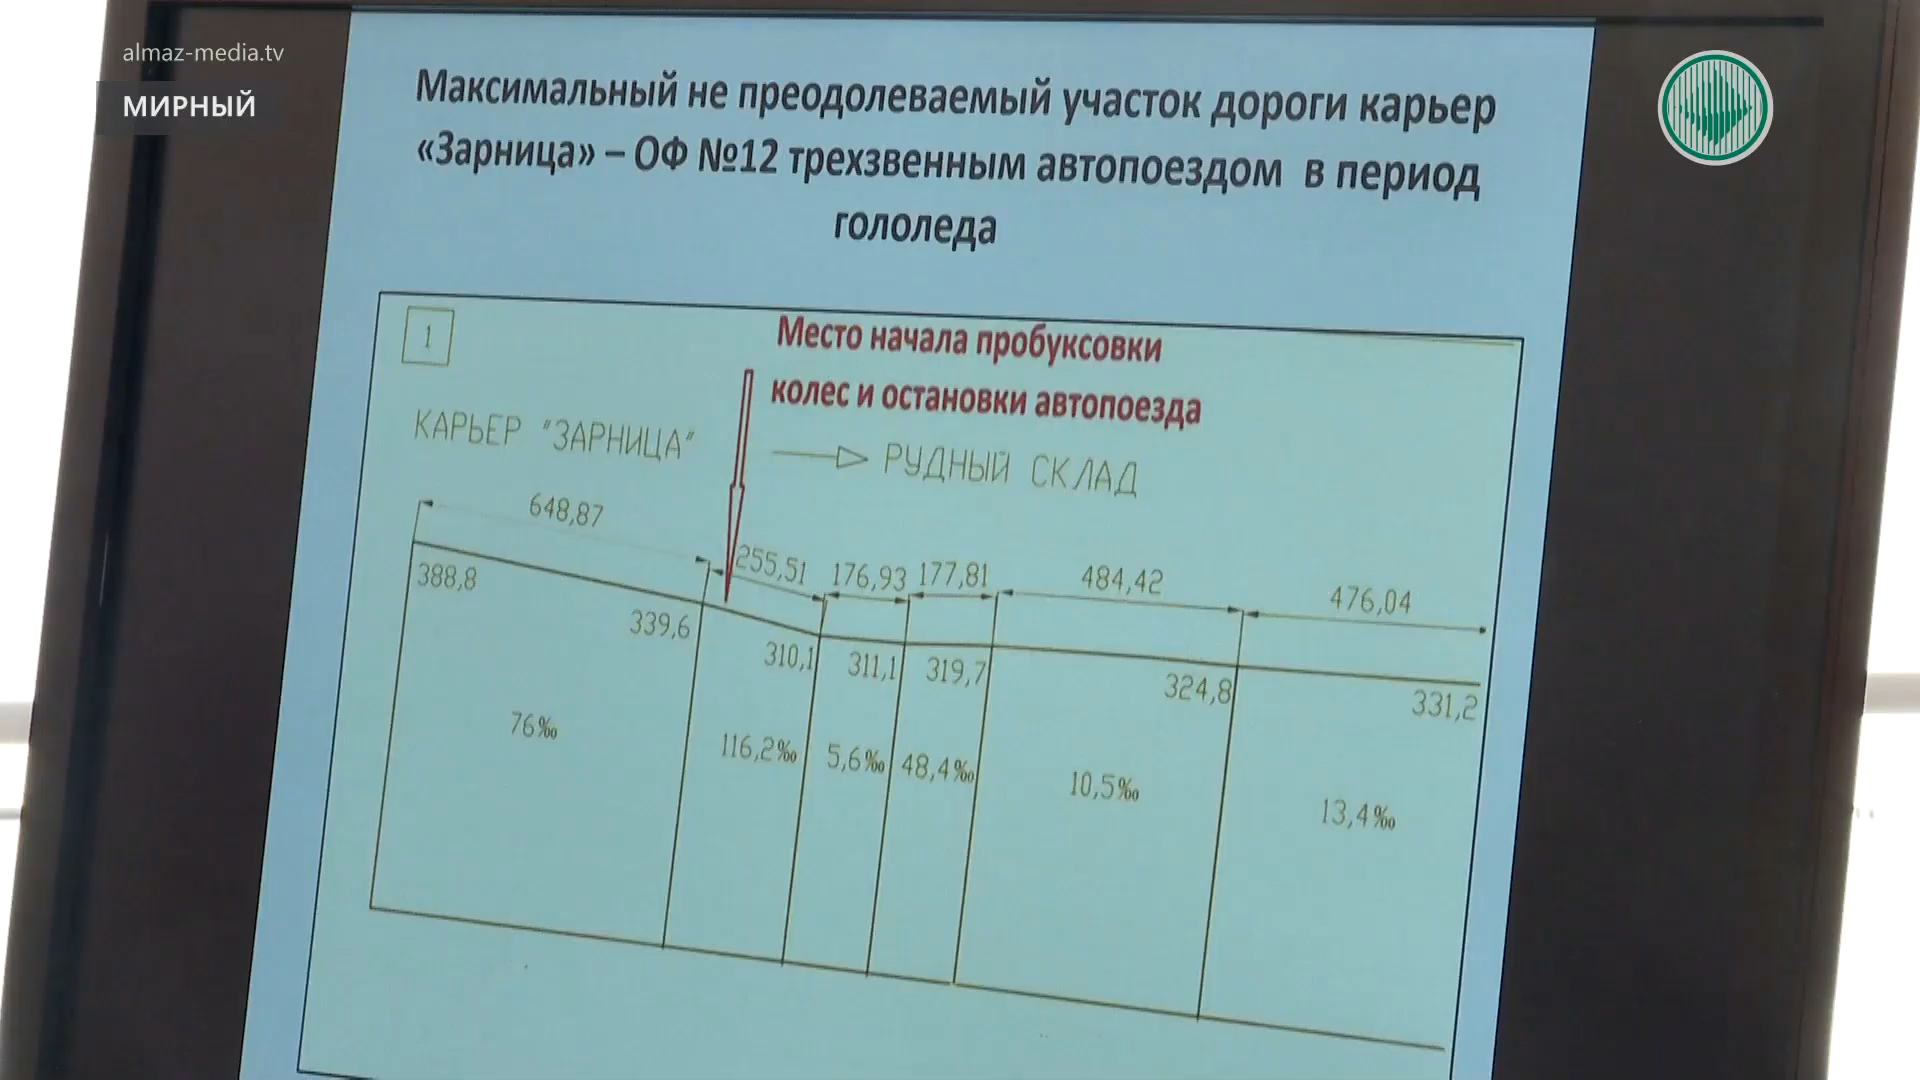 almaz-media.tv
МИРНЫЙ
Максимальный не преодолеваемый участок дороги карьер
«Зарница» – ОФ №12 трехзвенным автопоездом в период
гололеда
1
Место начала пробуксовки
колес и остановки автопоезда
КАРЬЕР "ЗАРНИЦА"
РУДНЫЙ СКЛАД
648,87
255,51
176,93
177,81
484,42
476,04
388,8
339,6
310,1
311,1
319,7
324,8
331,2
76‰
116,2‰
5,6‰
48,4‰
10,5‰
13,4‰